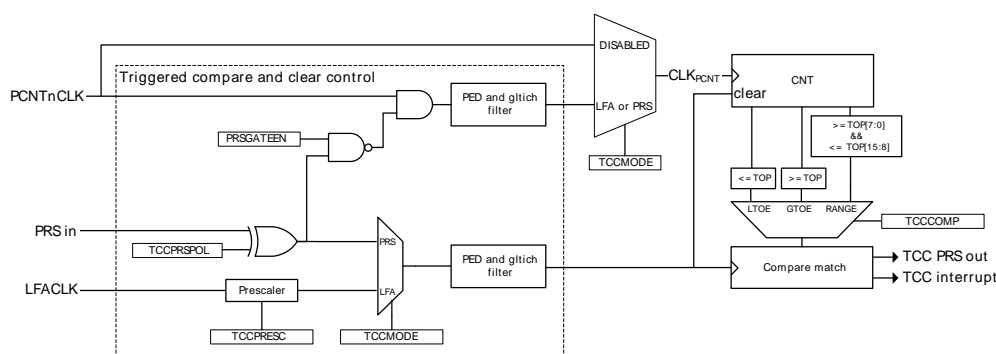 DISABLED
Triggered compare and clear control
CLKPCNT
CNT
PCNTnCLK
clear
PED and gltich
filter
LFA or PRS
>= TOP[7:0]
&&
<= TOP[15:8]
PRSGATEEN
TCCMODE
<= TOP
>= TOP
LTOE
GTOE
RANGE
TCCCOMP
PRS in
PRS
TCCPRSPOL
PED and gltich
filter
Compare match
TCC PRS out
TCC interrupt
LFACLK
Prescaler
LFA
TCCPRESC
TCCMODE